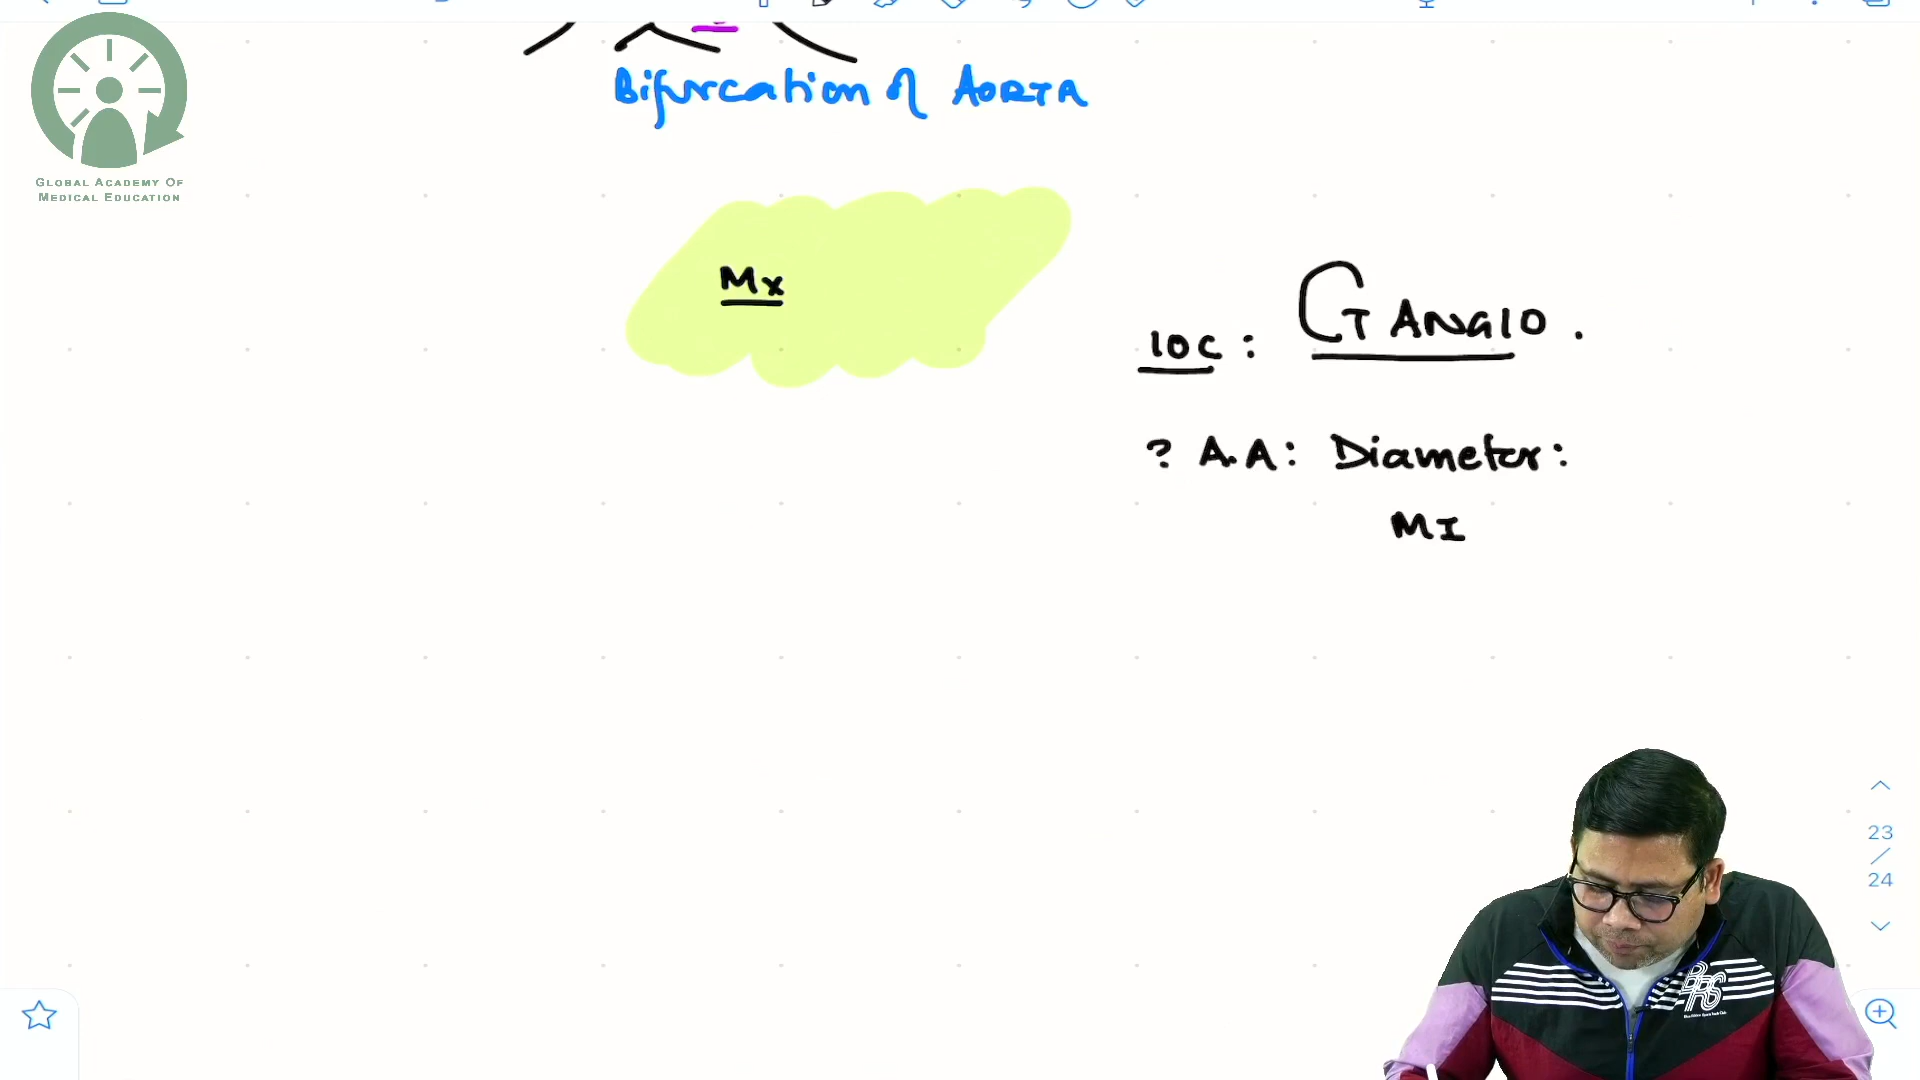 Bifurcation of AORTA
GLOBAL ACADEMY OF
MEDICAL EDUCATION
Mx
IOC : CT ANGIO .
? A.A: Diameter:
MI
23
/
24